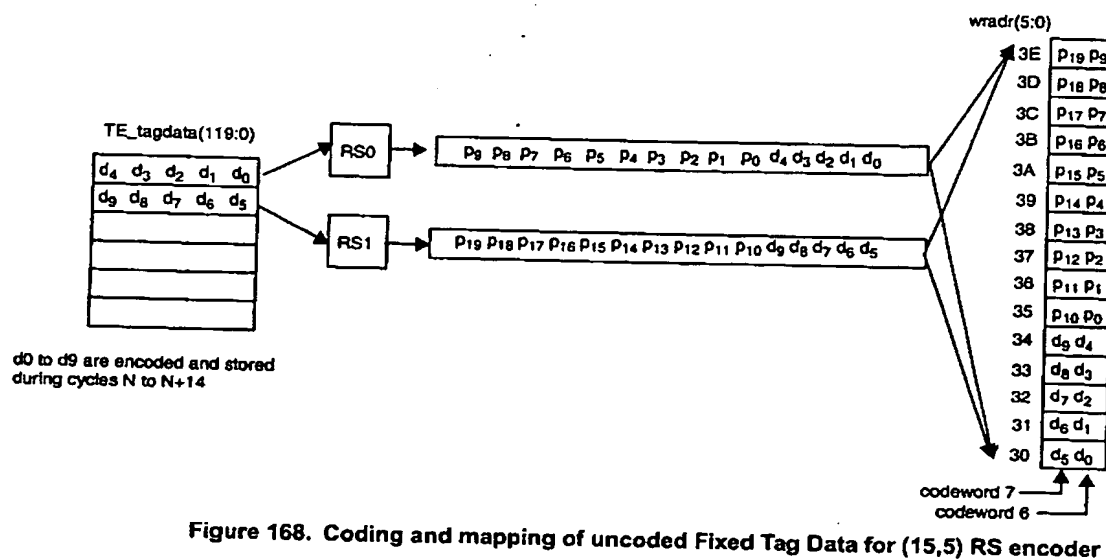 wradr(5:0)
TE_tagdata(119:0)
d4 d3 d2 d1 d0
d9 d8 d7 d6 d5
RS0
p9 p8 p7 p6 p5 p4 p3 p2 p1 p0 d4 d3 d2 d1 d0
RS1
p19 p18 p17 p16 p15 p14 p13 p12 p11 p10 d9 d8 d7 d6 d5
3E p19 p9
3D p18 p8
3C p17 p7
3B p16 p6
3A p15 p5
39 p14 p4
38 p13 p3
37 p12 p2
36 p11 p1
35 p10 p0
34 d9 d4
33 d8 d3
32 d7 d2
31 d6 d1
30 d5 d0
d0 to d9 are encoded and stored
during cycles N to N+14
codeword 7
codeword 6
Figure 168. Coding and mapping of uncoded Fixed Tag Data for (15,5) RS encoder